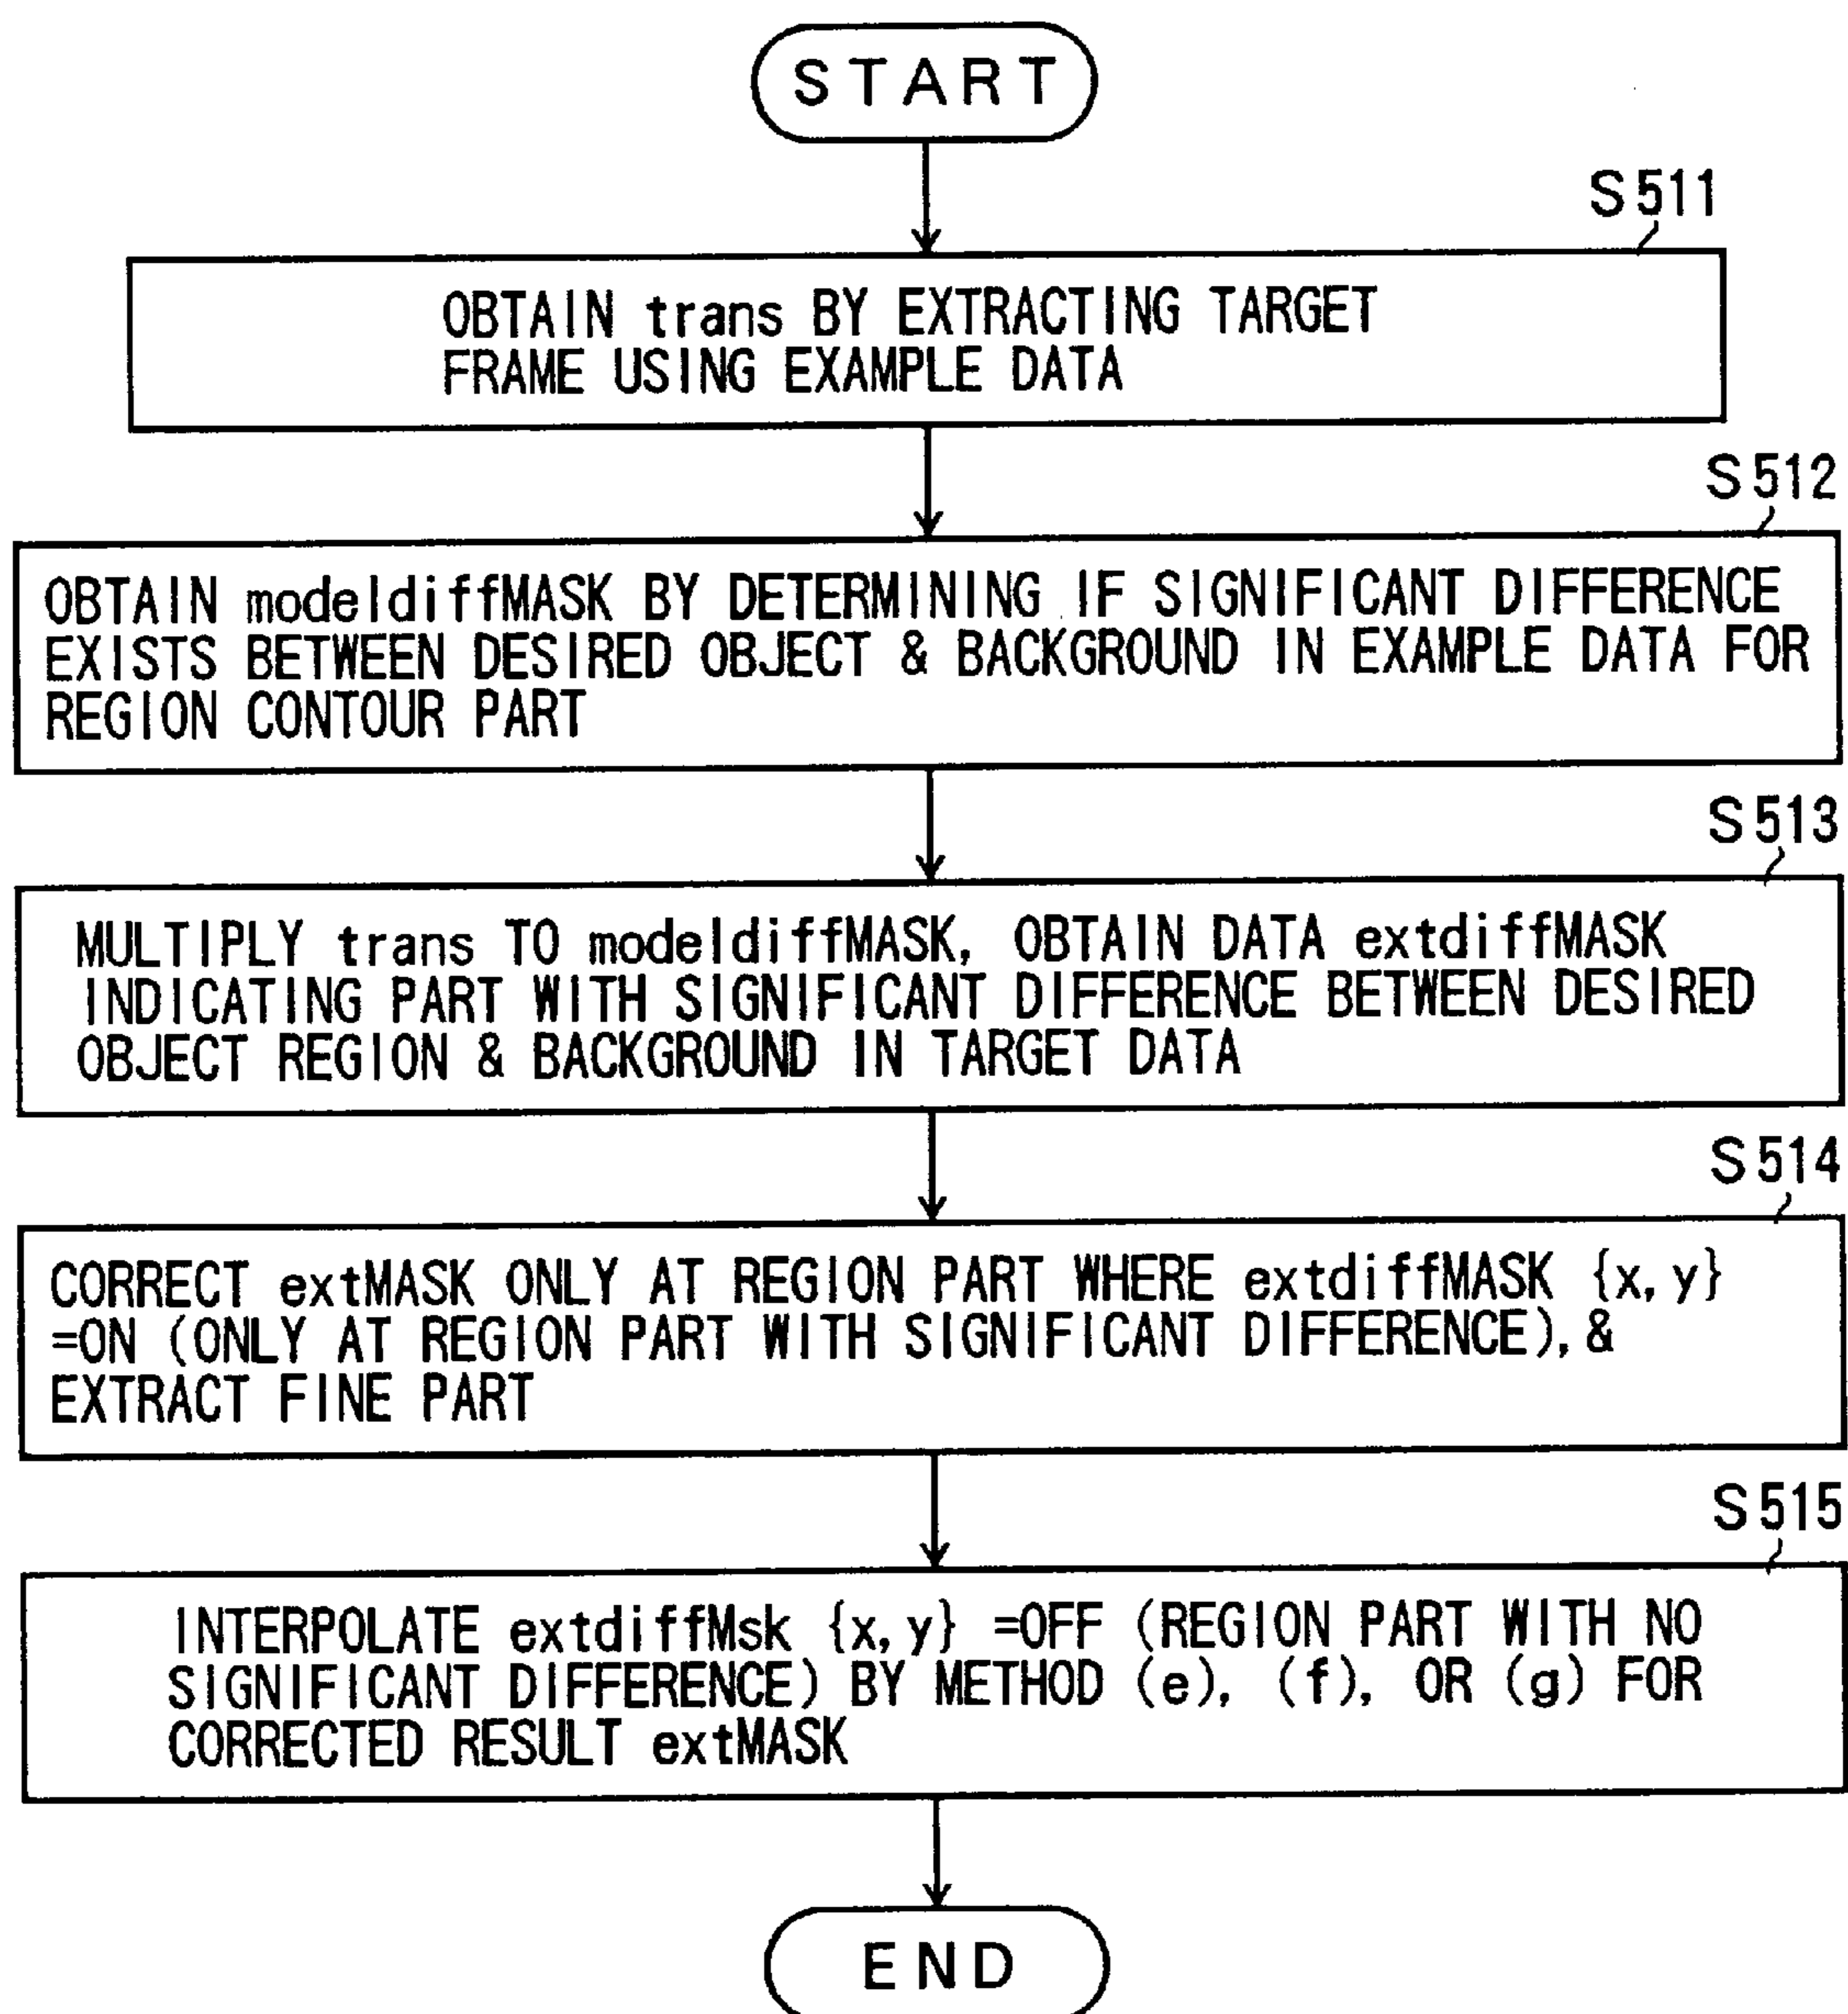 START
S511
OBTAIN trans BY EXTRACTING TARGET
FRAME USING EXAMPLE DATA
S512
OBTAIN modeldiffMASK BY DETERMINING IF SIGNIFICANT DIFFERENCE
EXISTS BETWEEN DESIRED OBJECT & BACKGROUND IN EXAMPLE DATA FOR
REGION CONTOUR PART
S513
MULTIPLY trans TO modeldiffMASK, OBTAIN DATA extdiffMASK
INDICATING PART WITH SIGNIFICANT DIFFERENCE BETWEEN DESIRED
OBJECT REGION & BACKGROUND IN TARGET DATA
S514
CORRECT extMASK ONLY AT REGION PART WHERE extdiffMASK {x, y}
=ON (ONLY AT REGION PART WITH SIGNIFICANT DIFFERENCE), &
EXTRACT FINE PART
S515
INTERPOLATE extdiffMsk {x, y} =OFF (REGION PART WITH NO
SIGNIFICANT DIFFERENCE) BY METHOD (e), (f), OR (g) FOR
CORRECTED RESULT extMASK
END